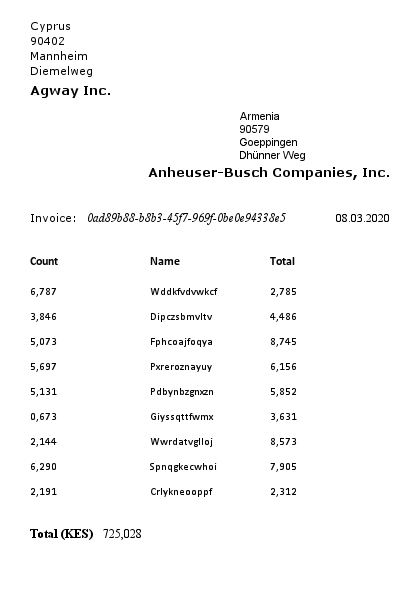 Cyprus
90402
Mannheim
Diemelweg
Agway Inc.
Armenia
90579
Goeppingen
Dhünner Weg
Anheuser-Busch Companies, Inc.
Invoice: 0ad89b88-b8b3-45f7-969f-0be0e94338e5 08.03.2020
Count Name Total
6,787 Wddkfvdvwkcf 2,785
3,846 Dipczsbmvltv 4,486
5,073 Fphcoajfoqya 8,745
5,697 Pxreroznayuy 6,156
5,131 Pdbynbzgnxzn 5,852
0,673 Giyssqttfwmx 3,631
2,144 Wwrdatvglloj 8,573
6,290 Spnqgkecwhoi 7,905
2,191 Crlykneooppf 2,312
Total (KES) 725,028